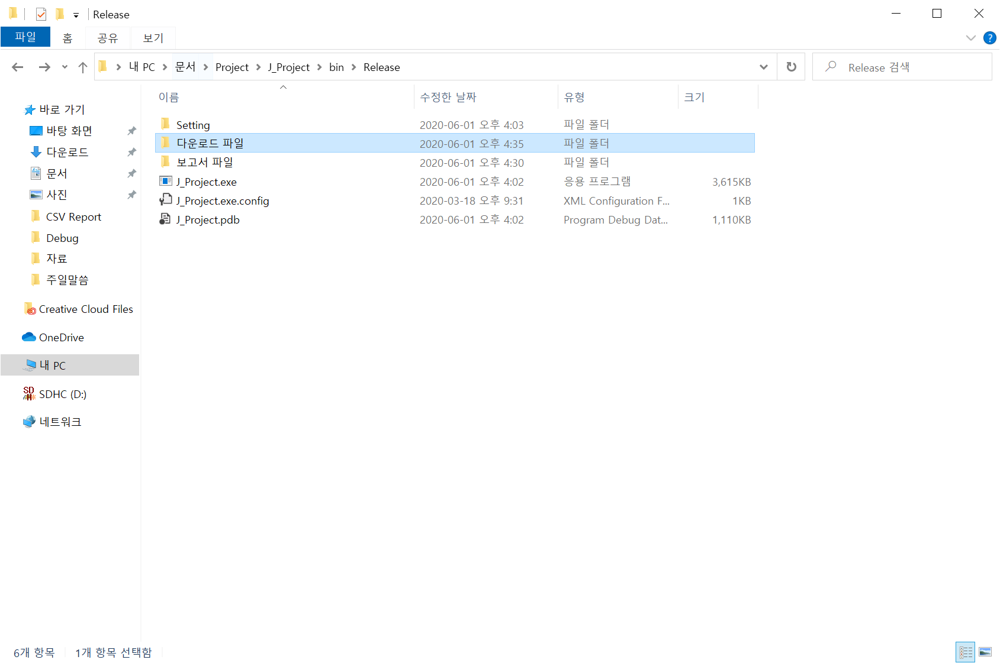 Release
파일 홈 공유 보기
내 PC 문서 Project J_Project bin Release
Release 검색
이름 수정한 날짜 유형 크기
바로 가기
바탕 화면
다운로드
문서
사진
CSV Report
Debug
자료
주일말씀
Creative Cloud Files
OneDrive
내 PC
SDHC (D:)
네트워크
Setting 2020-06-01 오후 4:03 파일 폴더
다운로드 파일 2020-06-01 오후 4:35 파일 폴더
보고서 파일 2020-06-01 오후 4:30 파일 폴더
J_Project.exe 2020-06-01 오후 4:02 응용 프로그램 3,615KB
J_Project.exe.config 2020-03-18 오후 9:31 XML Configuration F... 1KB
J_Project.pdb 2020-06-01 오후 4:02 Program Debug Dat... 1,110KB
6개 항목 1개 항목 선택함